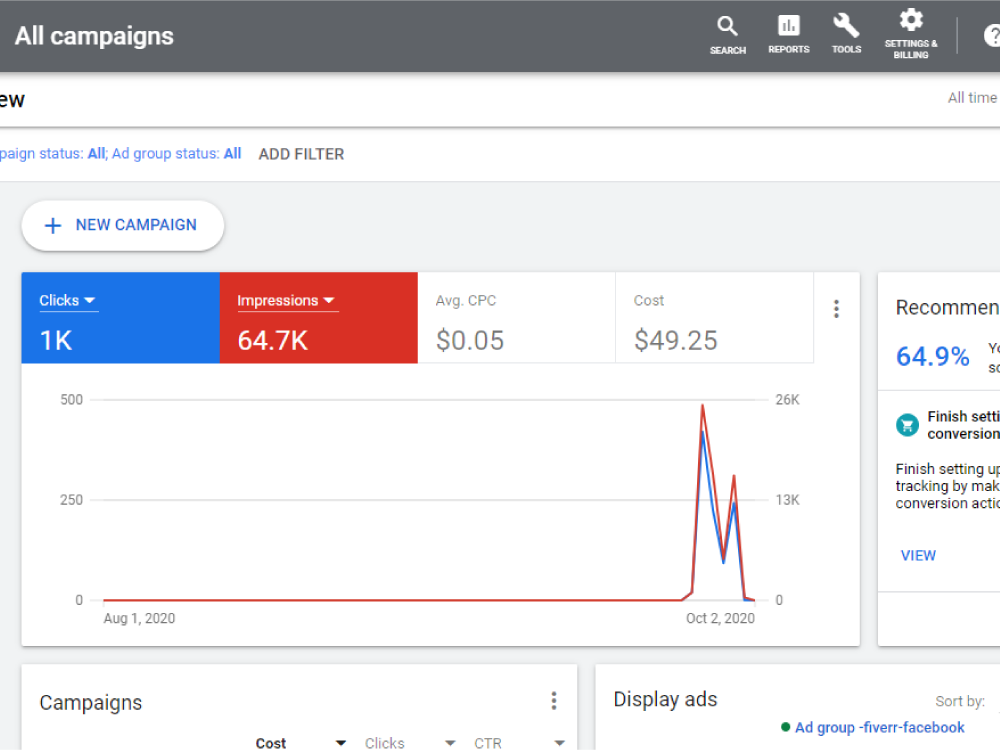 All campaigns
SEARCH
REPORTS
TOOLS
SETTINGS &
BILLING
?
ew
All time
paign status: All; Ad group status: All
ADD FILTER
+ NEW CAMPAIGN
Clicks
1K
Impressions
64.7K
Avg. CPC
$0.05
Cost
$49.25
500
26K
250
13K
0
0
Aug 1, 2020
Oct 2, 2020
Recommen
64.9%
Yo
sc
Finish setti
conversion
Finish setting up
tracking by mak
conversion actio
VIEW
Campaigns
Cost
Clicks
CTR
Display ads
Sort by:
Ad group -fiverr-facebook